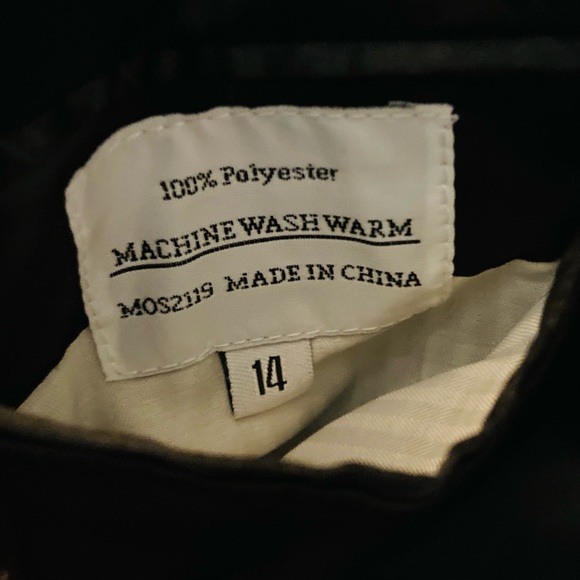 100% Polyester
MACHINE WASH WARM
MOS2119 MADE IN CHINA
14